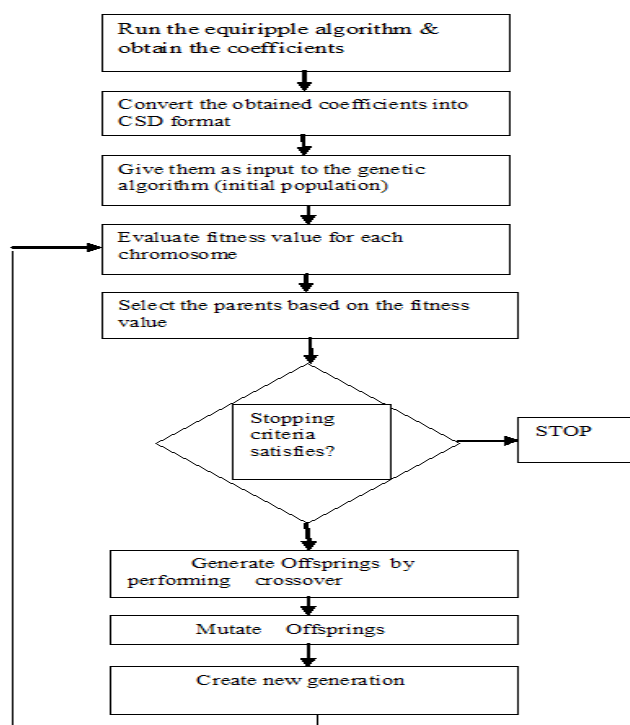 Run the equiripple algorithm &
obtain the coefficients
Convert the obtained coefficients into
CSD format
Give them as input to the genetic
algorithm (initial population)
Evaluate fitness value for each
chromosome
Select the parents based on the fitness
value
Stopping
criteria
satisfies?
STOP
Generate Offsprings by
performing crossover
Mutate Offsprings
Create new generation